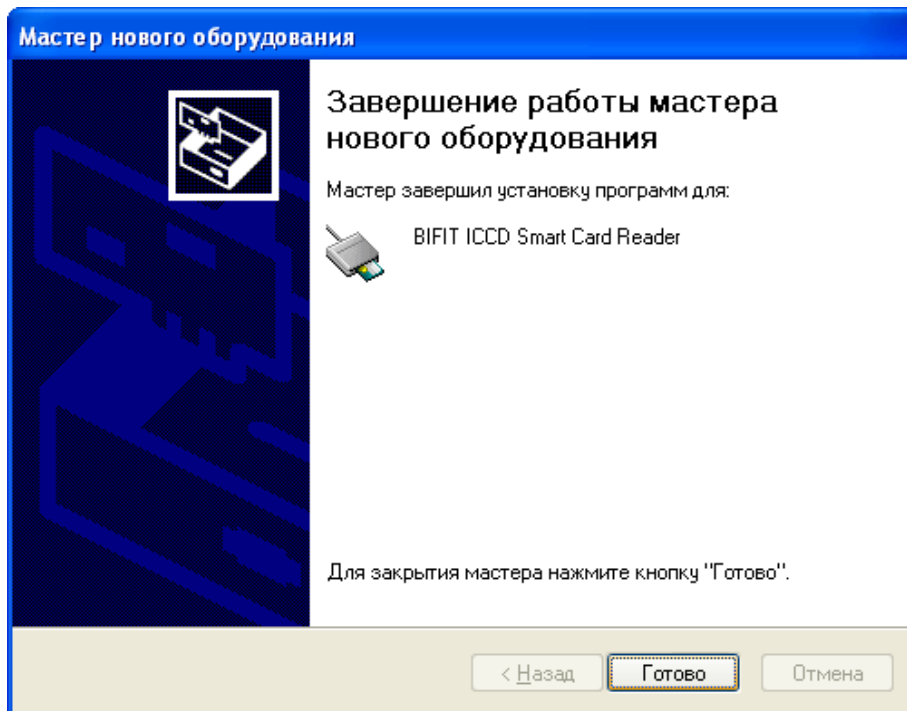 Мастер нового оборудования
Завершение работы мастера
нового оборудования
Мастер завершил установку программ для:
BIFIT ICCD Smart Card Reader
Для закрытия мастера нажмите кнопку "Готово".
< Назад
Готово
Отмена